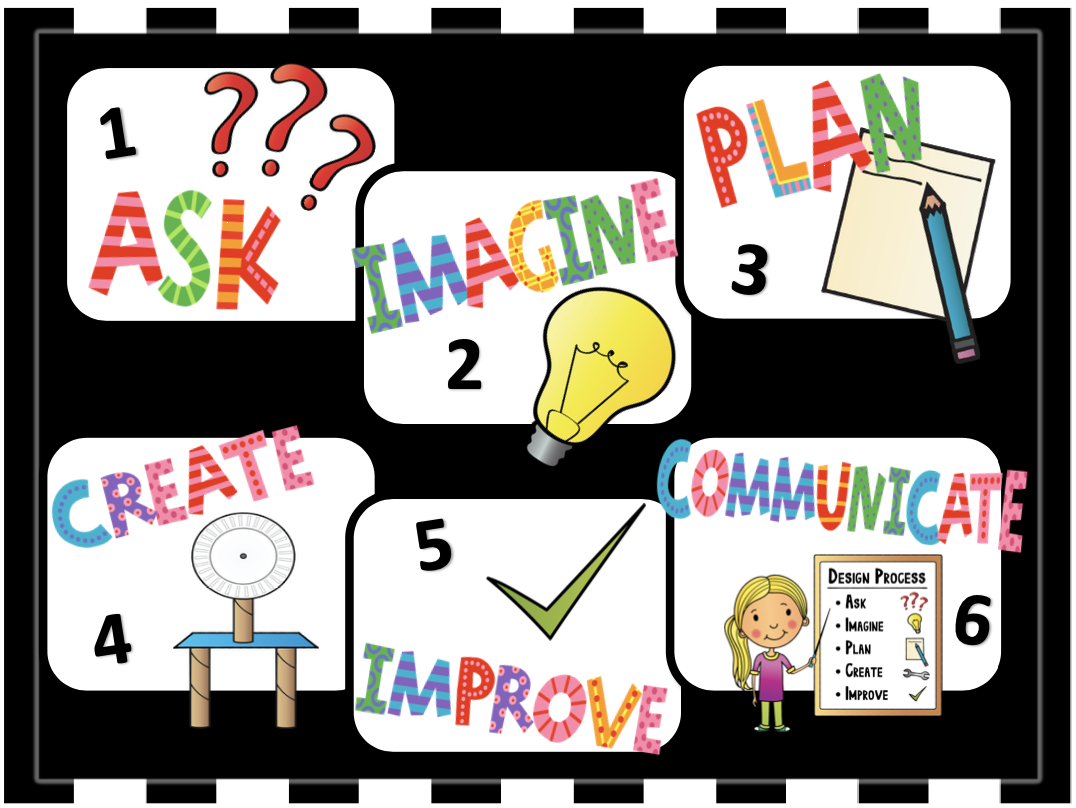 1
???
ASK
IMAGINE
2
PLAN
3
CREATE
4
5
IMPROVE
COMMUNICATE
6
DESIGN PROCESS
• ASK ???
• IMAGINE
• PLAN
• CREATE
• IMPROVE